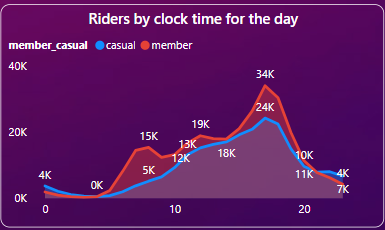 Riders by clock time for the day
member_casual casual member
40K
34K
24K
20K
19K
15K
13K
18K
12K
10K
11K
5K
4K
4K
0K
0K
7K
0 10 20